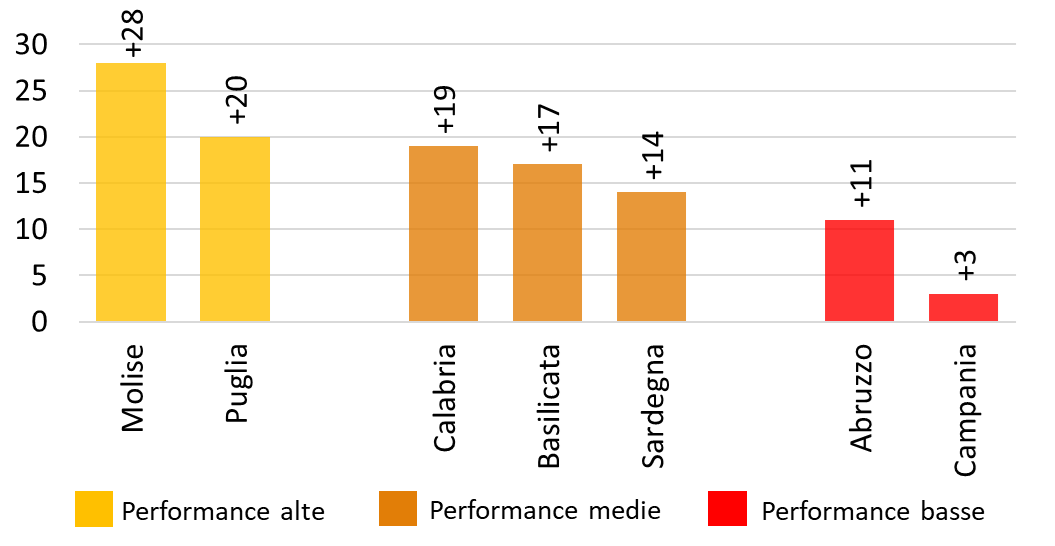 30
25
20
15
10
5
0
+28
+20
+19
+17
+14
+11
+3
Molise
Puglia
Calabria
Basilicata
Sardegna
Abruzzo
Campania
Performance alte
Performance medie
Performance basse